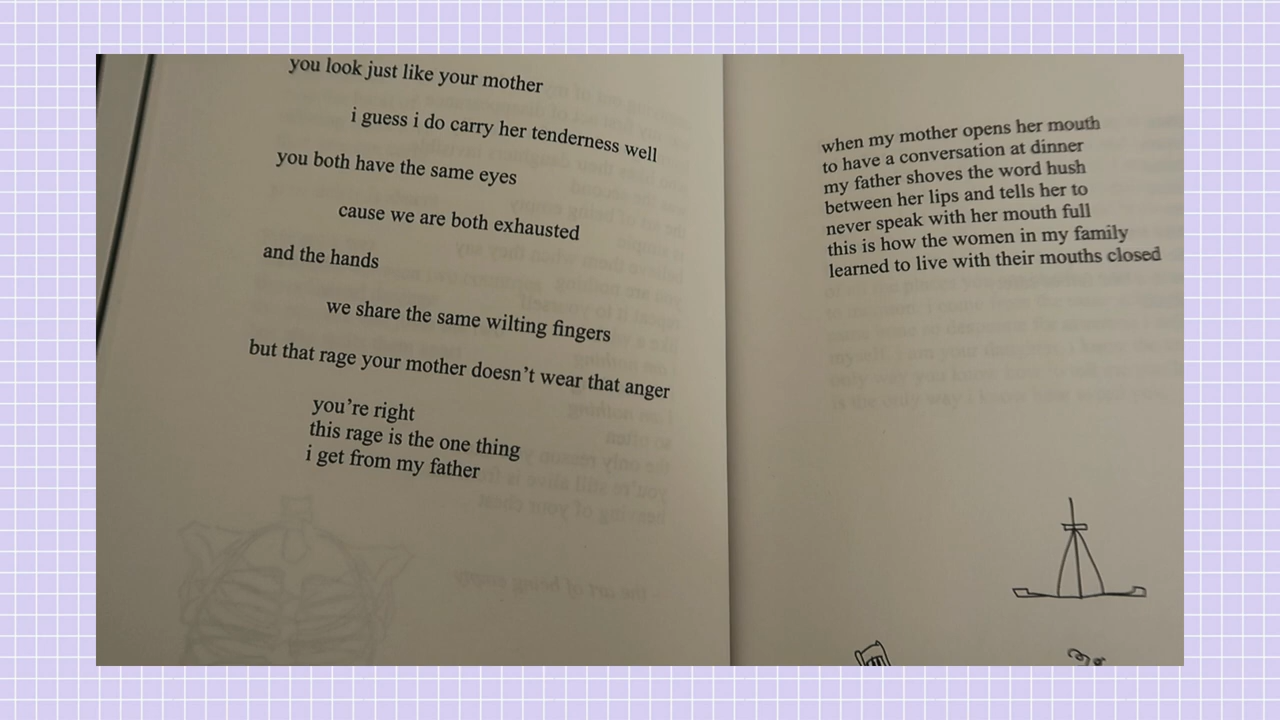 you look just like your mother
i guess i do carry her tenderness well
you both have the same eyes
cause we are both exhausted
and the hands
we share the same wilting fingers
but that rage your mother doesn’t wear that anger
you’re right
this rage is the one thing
i get from my father
when my mother opens her mouth
to have a conversation at dinner
my father shoves the word hush
between her lips and tells her to
never speak with her mouth full
this is how the women in my family
learned to live with their mouths closed